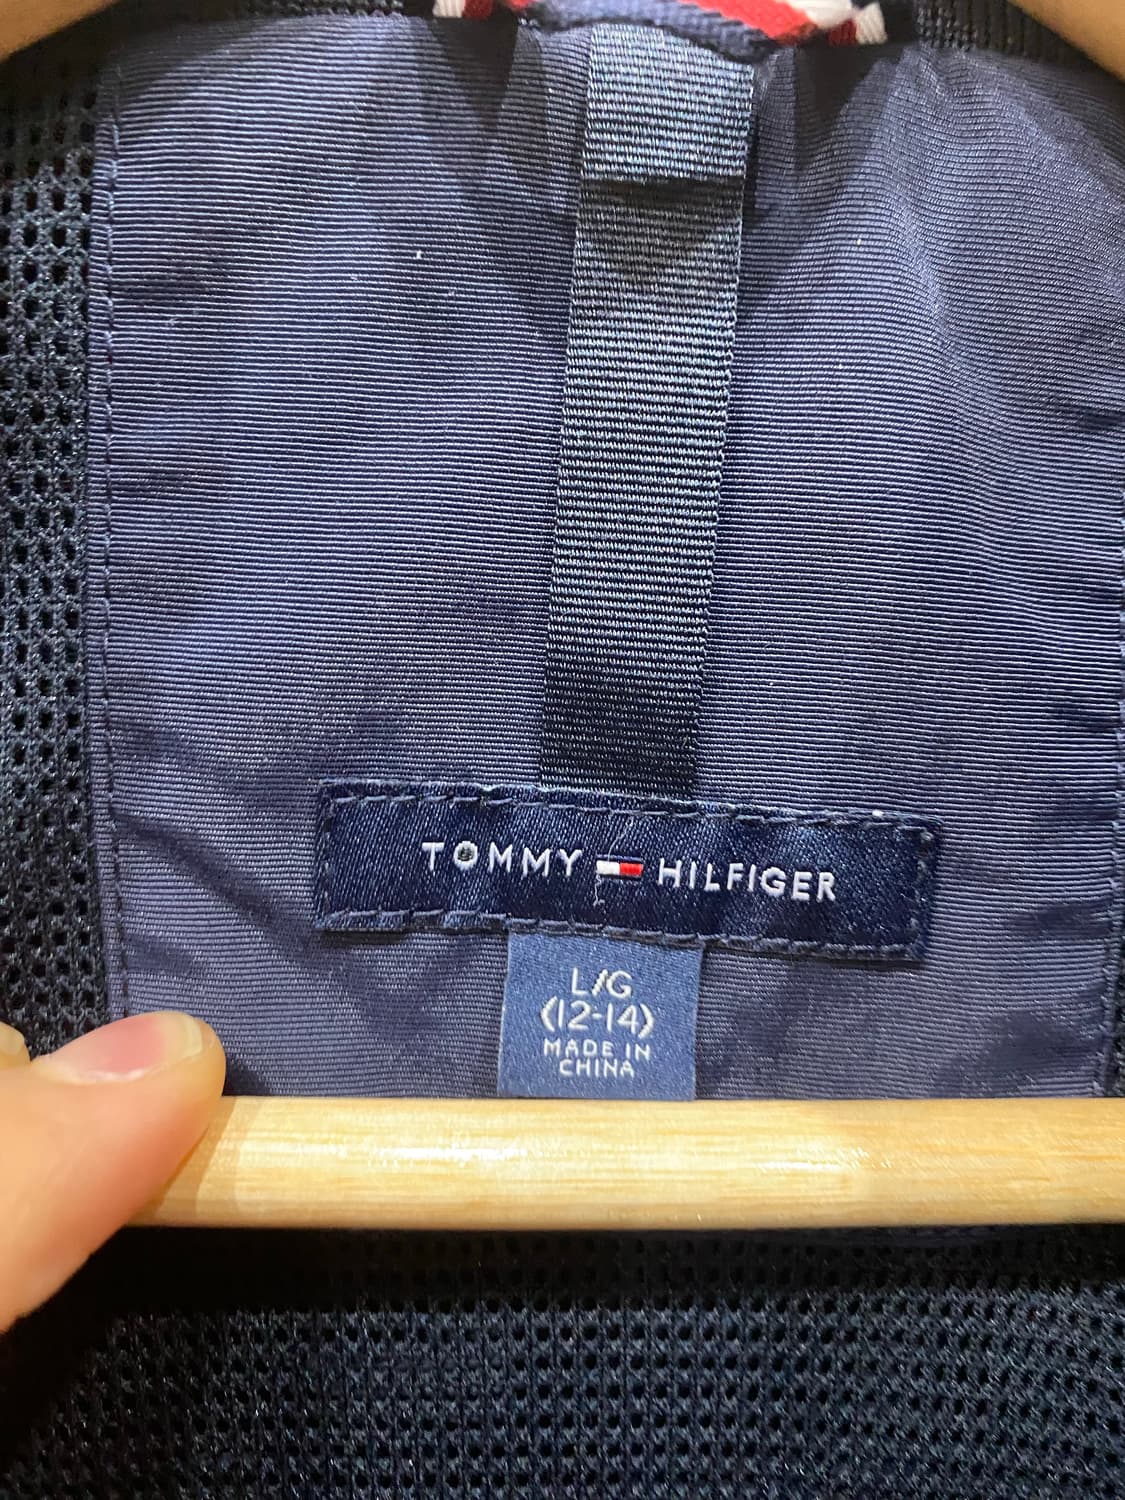 TOMMY HILFIGER
L/G
(12-14)
MADE IN
CHINA